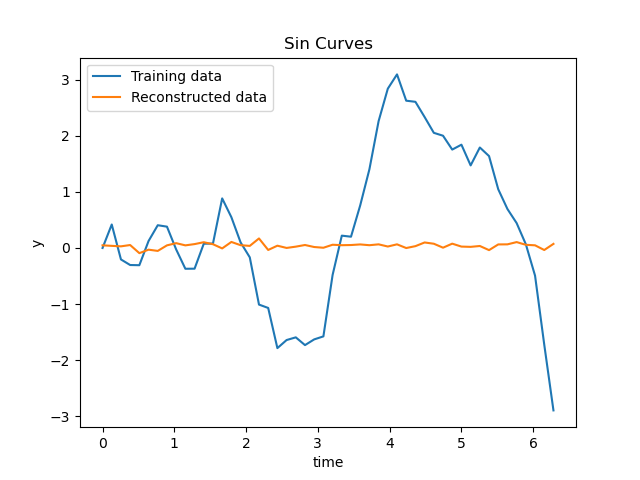 Sin Curves
Training data
Reconstructed data
3
2
1
0
−1
−2
−3
y
0 1 2 3 4 5 6
time